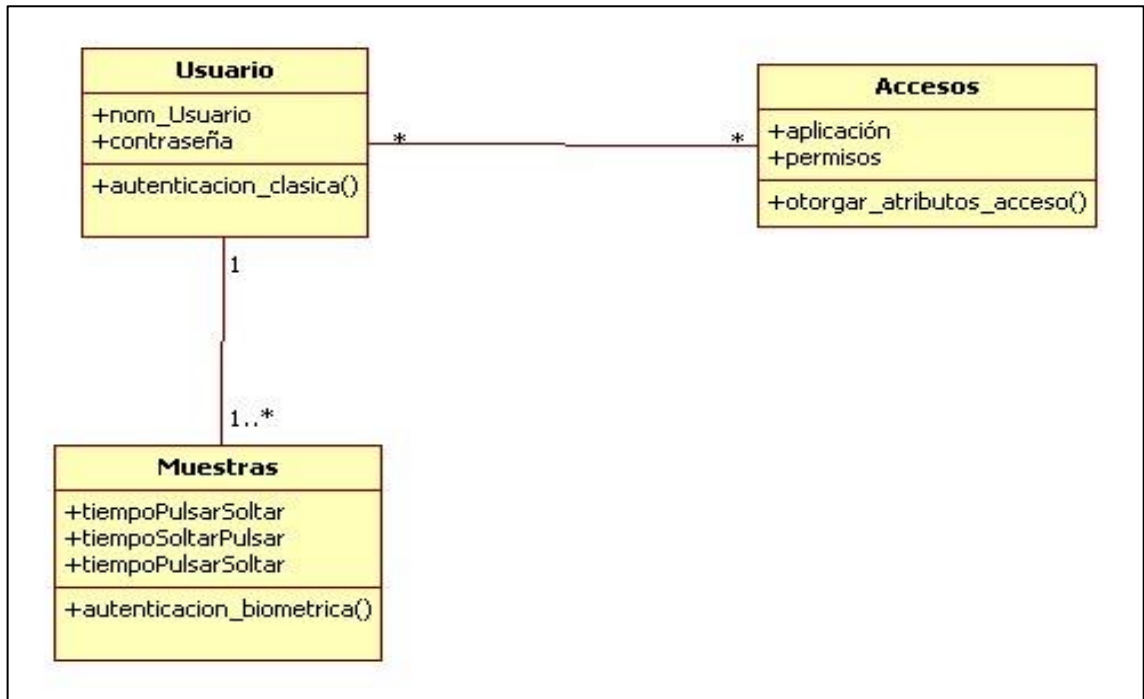 Usuario
+nom_Usuario
+contraseña
+autenticacion_clasica()
*
*
Accesos
+aplicación
+permisos
+otorgar_atributos_acceso()
1
1..*
Muestras
+tiempoPulsarSoltar
+tiempoSoltarPulsar
+tiempoPulsarSoltar
+autenticacion_biometrica()